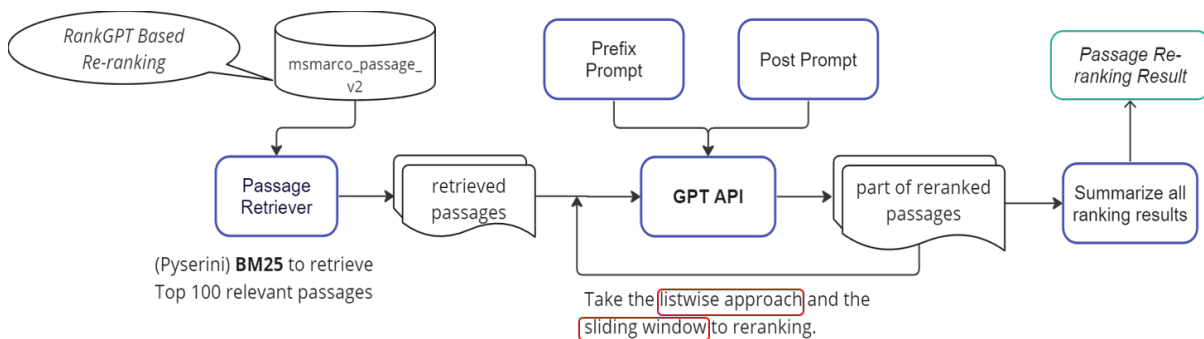 RankGPT Based
Re-ranking
msmarco_passage_
v2
Prefix
Prompt
Post Prompt
Passage Re-
ranking Result
Passage
Retriever
retrieved
passages
GPT API
part of reranked
passages
Summarize all
ranking results
(Pyserini) BM25 to retrieve
Top 100 relevant passages
Take the listwise approach and the
sliding window to reranking.